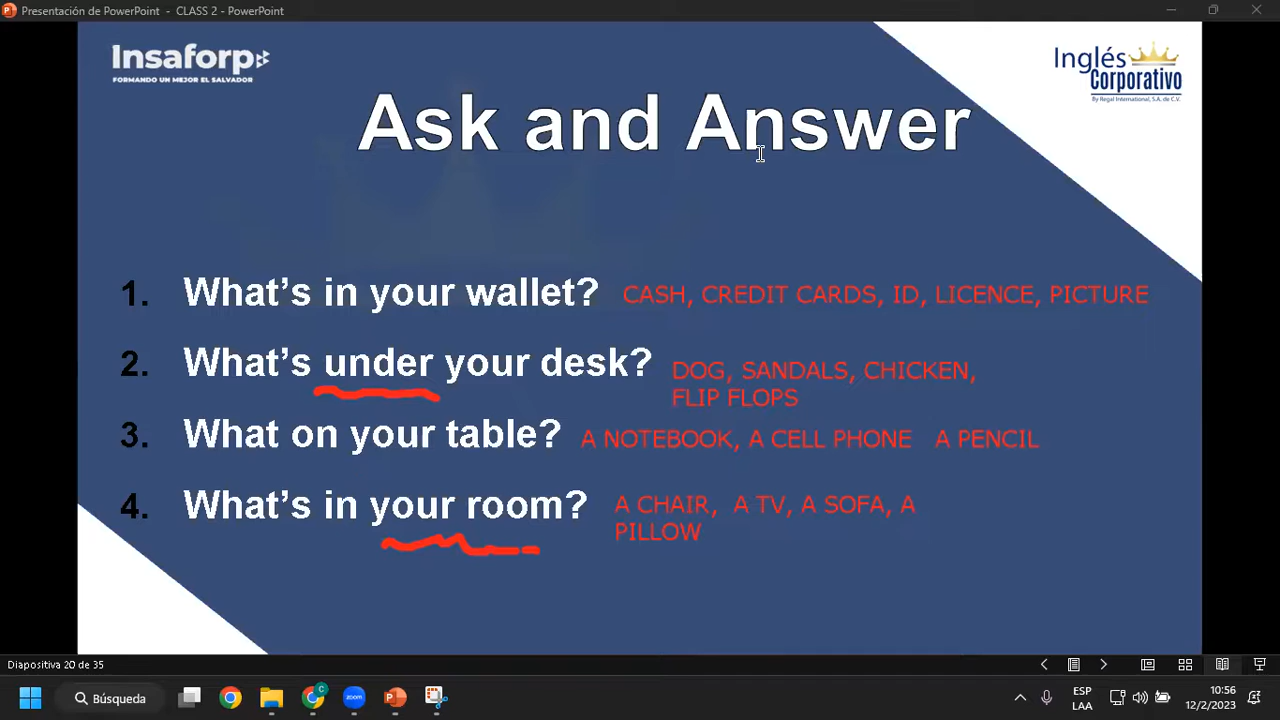 Presentación de PowerPoint - CLASS 2 - PowerPoint
Insaforp
FORMANDO UN MEJOR EL SALVADOR
Inglés
Corporativo
By Regal International, S.A. de C.V.
Ask and Answer
1. What's in your wallet? CASH, CREDIT CARDS, ID, LICENCE, PICTURE
2. What's under your desk? DOG, SANDALS, CHICKEN,
FLIP FLOPS
3. What on your table? A NOTEBOOK, A CELL PHONE A PENCIL
4. What's in your room? A CHAIR, A TV, A SOFA, A
PILLOW
Diapositiva 20 de 35
Búsqueda
zoom
ESP
LAA
10:56
12/2/2023